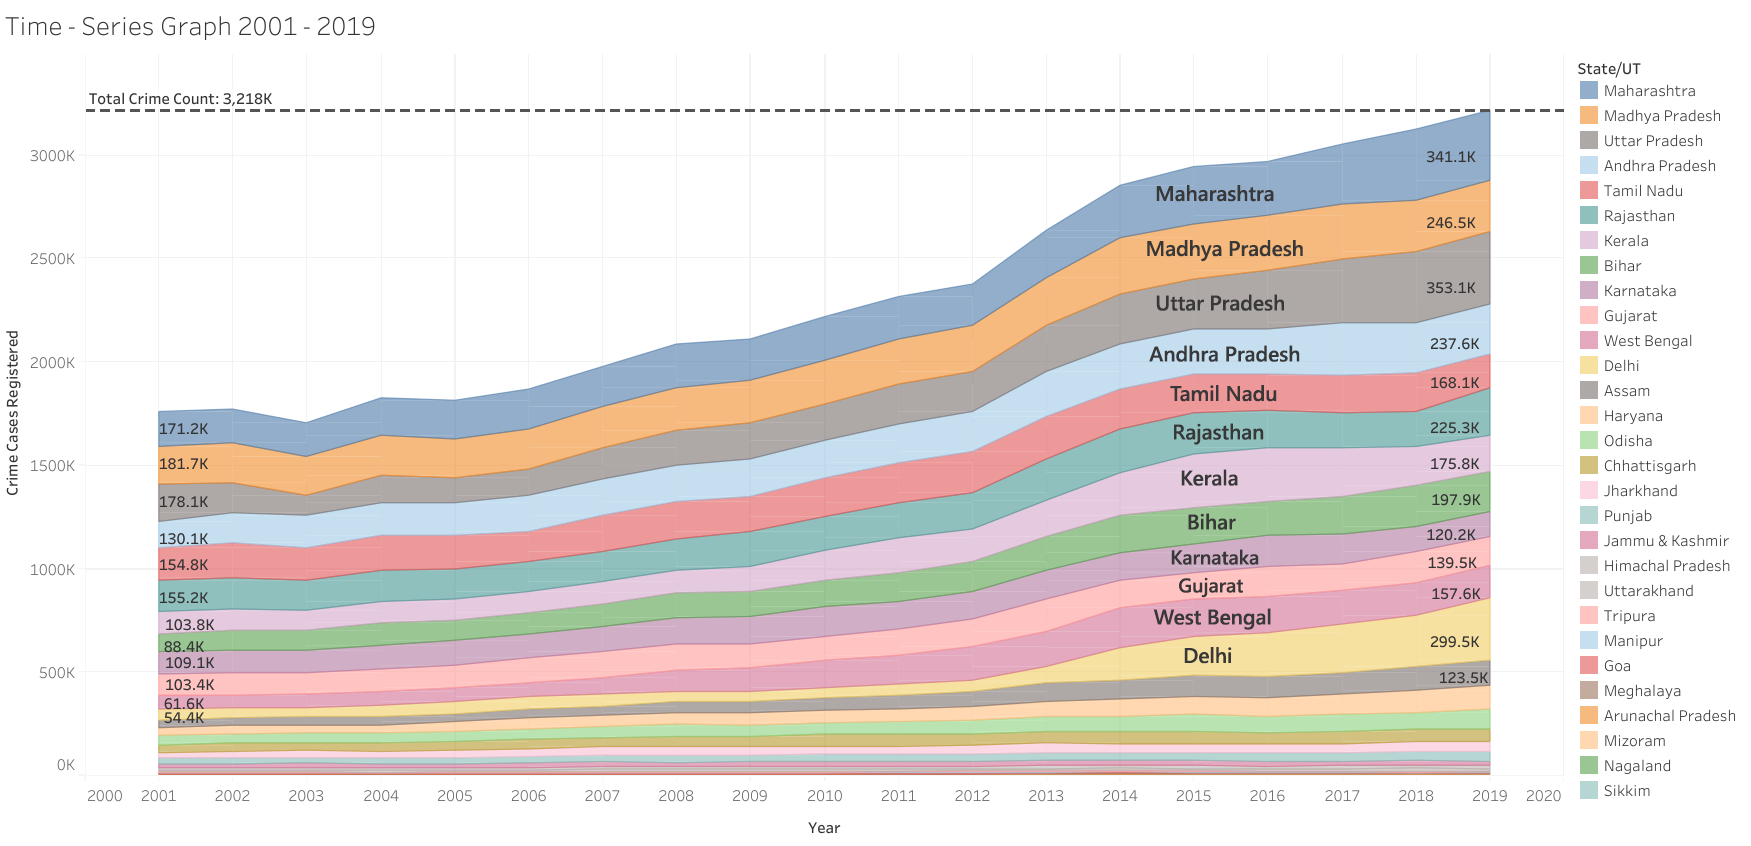 Time - Series Graph 2001 - 2019
Total Crime Count: 3,218K
Crime Cases Registered
3000K
2500K
2000K
1500K
1000K
500K
0K
171.2K
181.7K
178.1K
130.1K
154.8K
155.2K
103.8K
88.4K
109.1K
103.4K
61.6K
54.4K
Maharashtra
Madhya Pradesh
Uttar Pradesh
Andhra Pradesh
Tamil Nadu
Rajasthan
Kerala
Bihar
Karnataka
Gujarat
West Bengal
Delhi
341.1K
246.5K
353.1K
237.6K
168.1K
225.3K
175.8K
197.9K
120.2K
139.5K
157.6K
299.5K
123.5K
2000 2001 2002 2003 2004 2005 2006 2007 2008 2009 2010 2011 2012 2013 2014 2015 2016 2017 2018 2019 2020
Year
State/UT
Maharashtra
Madhya Pradesh
Uttar Pradesh
Andhra Pradesh
Tamil Nadu
Rajasthan
Kerala
Bihar
Karnataka
Gujarat
West Bengal
Delhi
Assam
Haryana
Odisha
Chhattisgarh
Jharkhand
Punjab
Jammu & Kashmir
Himachal Pradesh
Uttarakhand
Tripura
Manipur
Goa
Meghalaya
Arunachal Pradesh
Mizoram
Nagaland
Sikkim